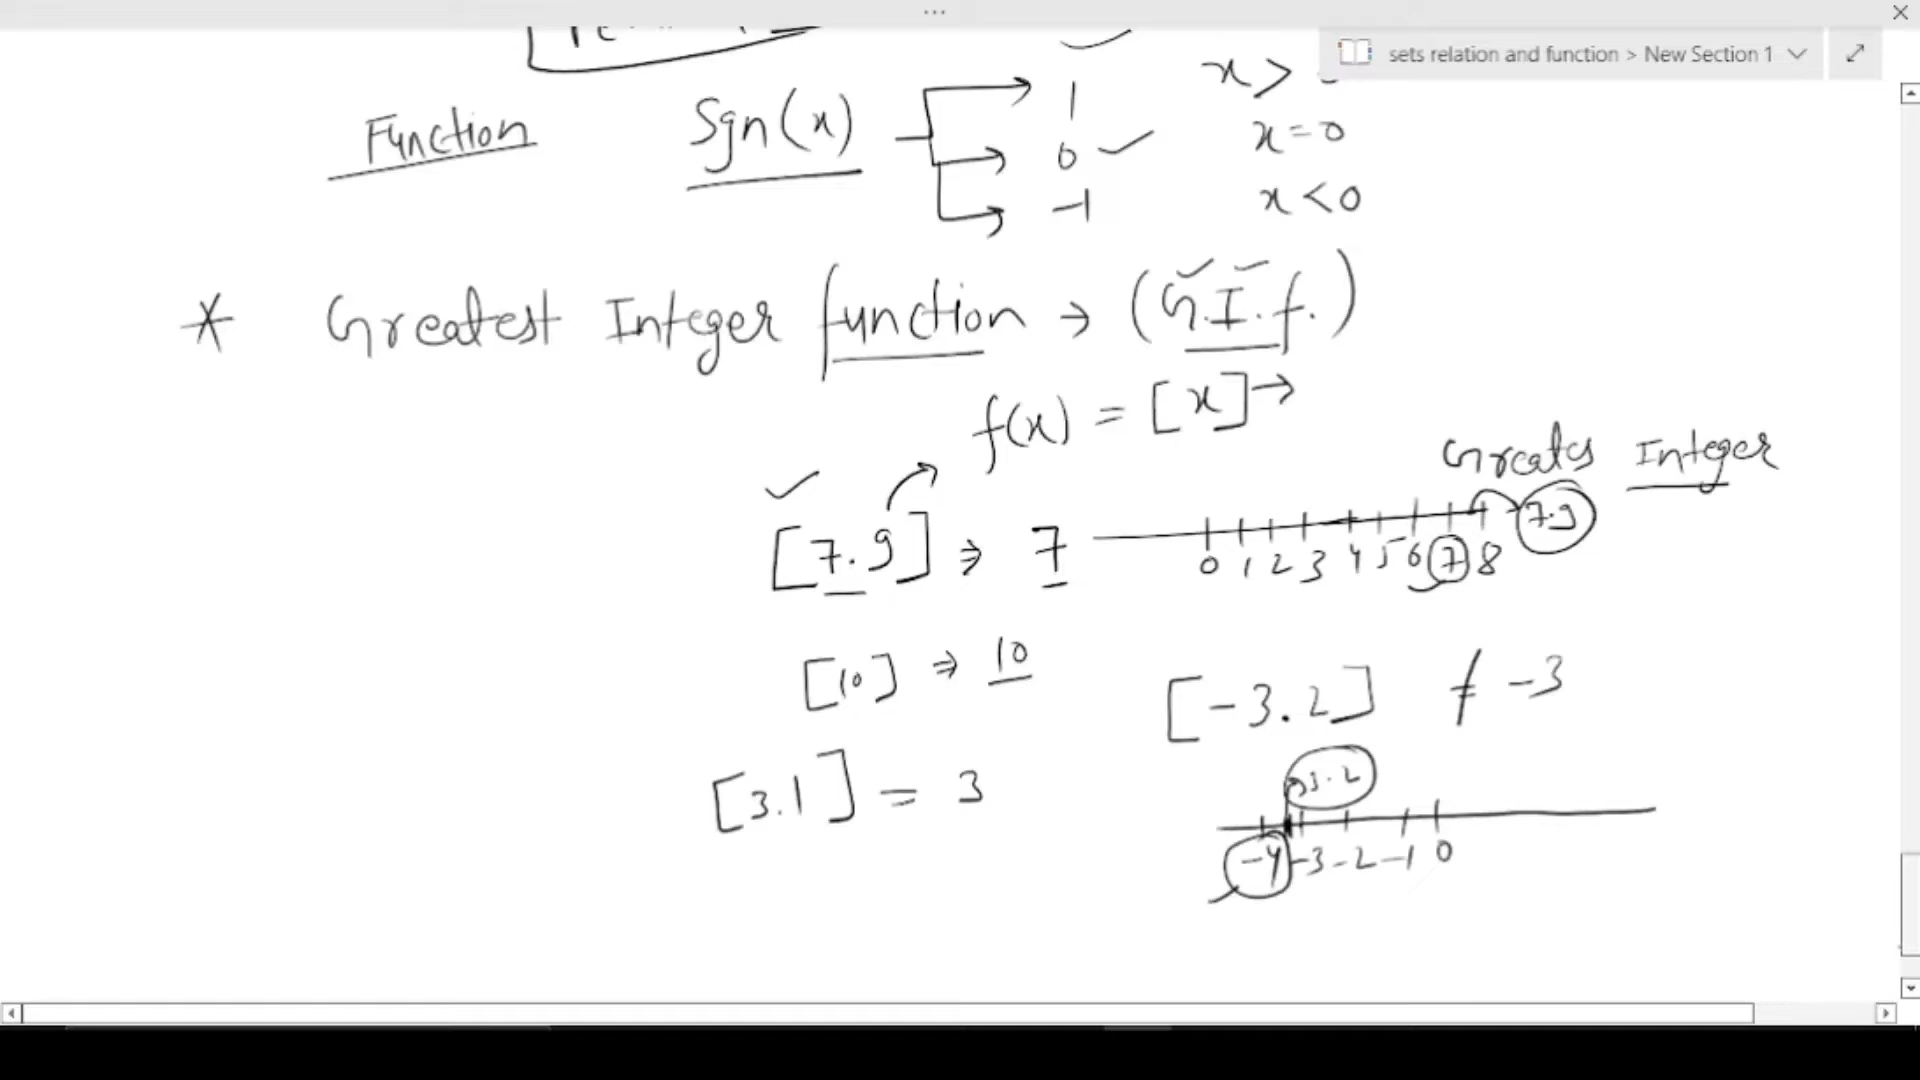 sets relation and function > New Section 1
Function Sgn(x) 1 x >
0 x = 0
-1 x < 0
* Greatest Integer function → (G.I.f.)
f(x) = [x] →
Greates Integer
[7.9] ⇒ 7 7.9
0 1 2 3 4 5 6 7 8
[10] ⇒ 10
[-3.2] ≠ -3
[3.1] = 3
-4 -3 -2 -1 0